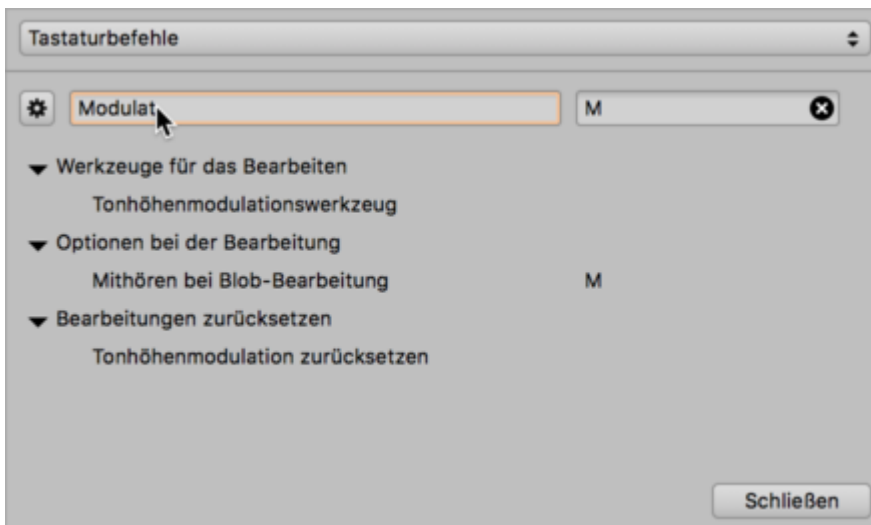 Tastaturbefehle
Modulat M
Werkzeuge für das Bearbeiten
Tonhöhenmodulationswerkzeug
Optionen bei der Bearbeitung
Mithören bei Blob-Bearbeitung M
Bearbeitungen zurücksetzen
Tonhöhenmodulation zurücksetzen
Schließen